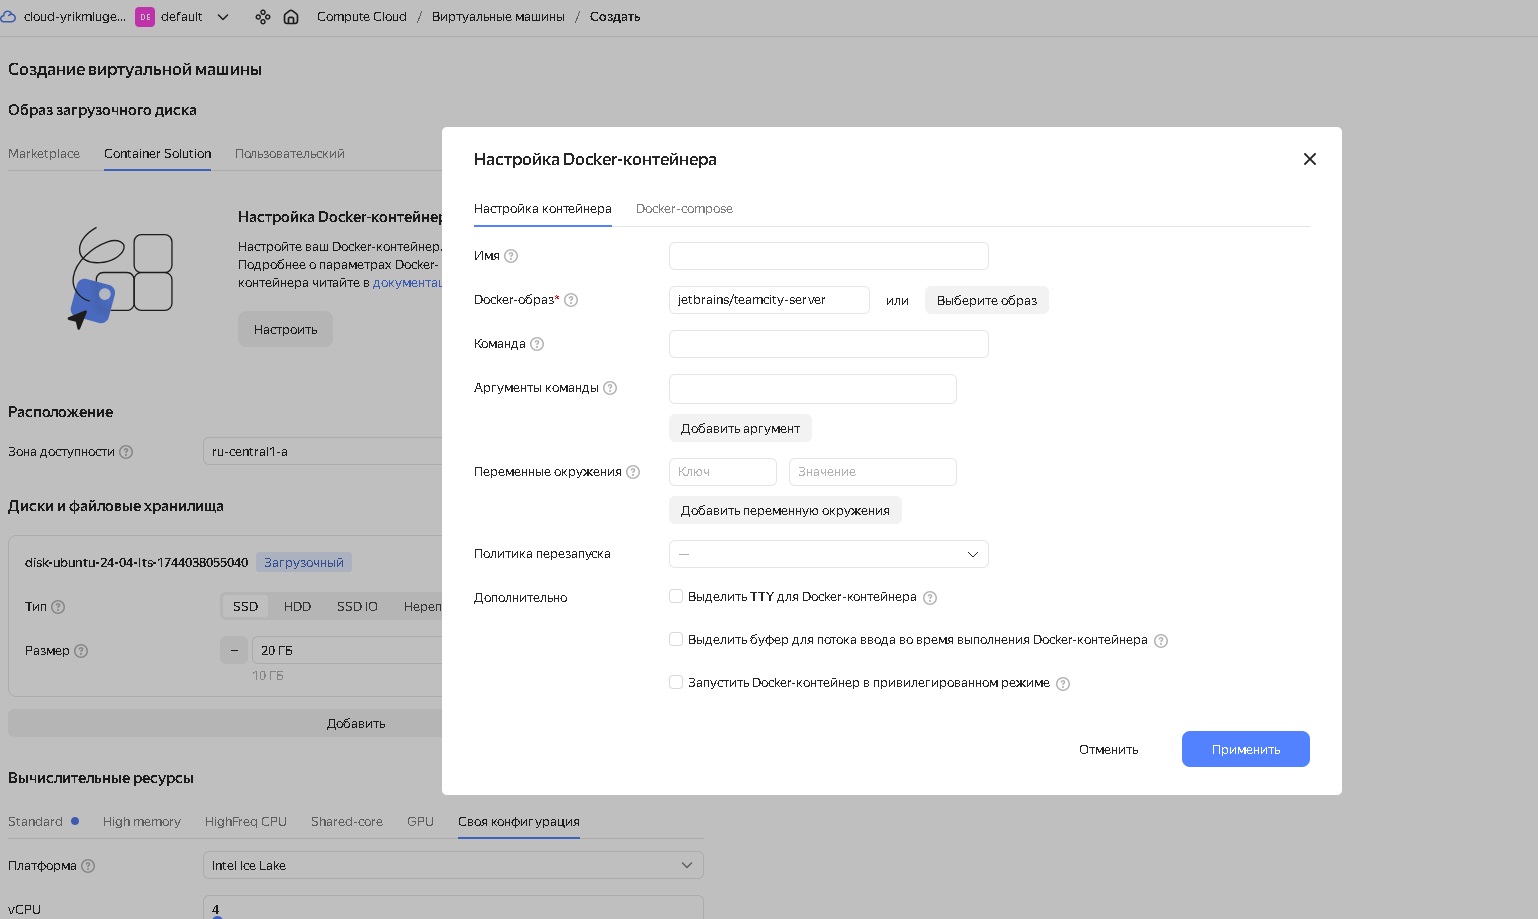 cloud-yrikmluge... DE default Compute Cloud / Виртуальные машины / Создать
Создание виртуальной машины
Образ загрузочного диска
Marketplace Container Solution Пользовательский
Настройка Docker-контейнер
Настройте ваш Docker-контейнер.
Подробнее о параметрах Docker-
контейнера читайте в документац
Настроить
Расположение
Зона доступности ? ru-central1-a
Диски и файловые хранилища
disk-ubuntu-24-04-lts-1744038055040 Загрузочный
Тип ? SSD HDD SSD IO Нереп
Размер ? − 20 ГБ
10 ГБ
Добавить
Вычислительные ресурсы
Standard High memory HighFreq CPU Shared-core GPU Своя конфигурация
Платформа ? Intel Ice Lake
vCPU 4
Настройка Docker-контейнера
Настройка контейнера Docker-compose
Имя ?
Docker-образ* ? jetbrains/teamcity-server или Выберите образ
Команда ?
Аргументы команды ?
Добавить аргумент
Переменные окружения ? Ключ Значение
Добавить переменную окружения
Политика перезапуска —
Дополнительно Выделить TTY для Docker-контейнера ?
Выделить буфер для потока ввода во время выполнения Docker-контейнера ?
Запустить Docker-контейнер в привилегированном режиме ?
Отменить Применить